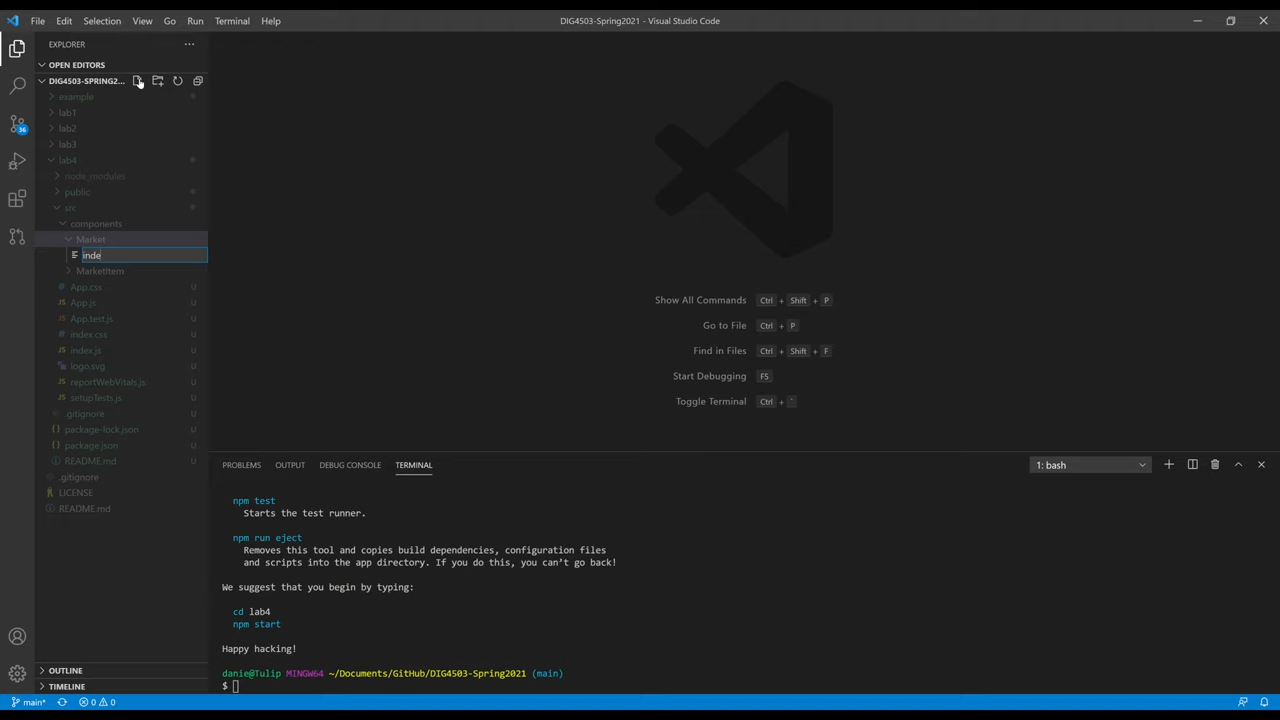 File Edit Selection View Go Run Terminal Help
DIG4503-Spring2021 - Visual Studio Code
EXPLORER
OPEN EDITORS
DIG4503-SPRING2...
example
lab1
lab2
lab3
lab4
node_modules
public
src
components
Market
inde
MarketItem
App.css U
App.js U
App.test.js U
index.css U
index.js U
logo.svg U
reportWebVitals.js U
setupTests.js U
.gitignore U
package-lock.json U
package.json U
README.md U
.gitignore
LICENSE
README.md
OUTLINE
TIMELINE
36
Show All Commands Ctrl + Shift + P
Go to File Ctrl + P
Find in Files Ctrl + Shift + F
Start Debugging F5
Toggle Terminal Ctrl + `
PROBLEMS OUTPUT DEBUG CONSOLE TERMINAL
1: bash
npm test
Starts the test runner.
npm run eject
Removes this tool and copies build dependencies, configuration files
and scripts into the app directory. If you do this, you can’t go back!
We suggest that you begin by typing:
cd lab4
npm start
Happy hacking!
danie@Tulip MINGW64 ~/Documents/GitHub/DIG4503-Spring2021 (main)
$
main* 0 0